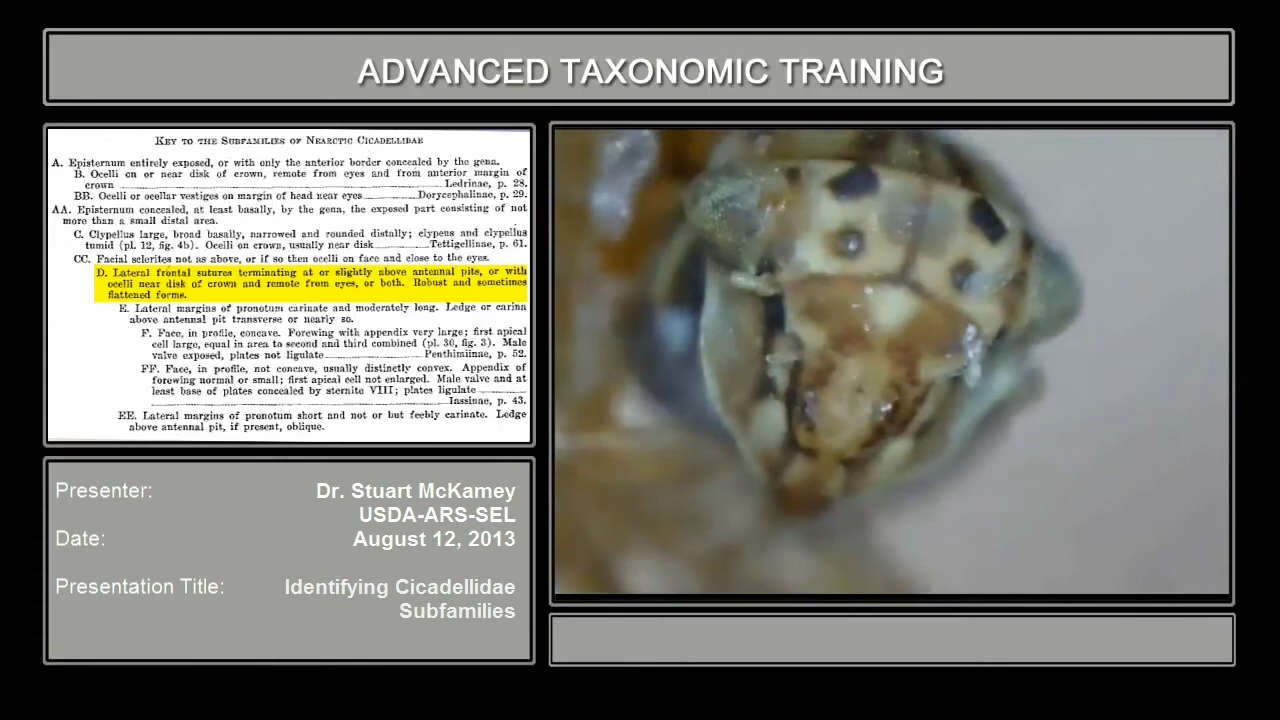 ADVANCED TAXONOMIC TRAINING
KEY TO THE SUBFAMILIES OF NEARCTIC CICADELLIDAE
A. Episternum entirely exposed, or with only the anterior border concealed by the gena.
B. Ocelli on or near disk of crown, remote from eyes and from anterior margin of
crown Ledrinae, p. 28.
BB. Ocelli or ocellar vestiges on margin of head near eyes Dorycephalinae, p. 29.
AA. Episternum concealed, at least basally, by the gena, the exposed part consisting of not
more than a small distal area.
C. Clypellus large, broad basally, narrowed and rounded distally; clypeus and clypellus
tumid (pl. 12, fig. 4b). Ocelli on crown, usually near disk Tettigellinae, p. 61.
CC. Facial sclerites not as above, or if so then ocelli on face and close to the eyes.
D. Lateral frontal sutures terminating at or slightly above antennal pits, or with
ocelli near disk of crown and remote from eyes, or both. Robust and sometimes
flattened forms.
E. Lateral margins of pronotum carinate and moderately long. Ledge or carina
above antennal pit transverse or nearly so.
F. Face, in profile, concave. Forewing with appendix very large; first apical
cell large, equal in area to second and third combined (pl. 30, fig. 3). Male
valve exposed, plates not ligulate Penthimiinae, p. 52.
FF. Face, in profile, not concave, usually distinctly convex. Appendix of
forewing normal or small; first apical cell not enlarged. Male valve and at
least base of plates concealed by sternite VIII; plates ligulate
Iassinae, p. 43.
EE. Lateral margins of pronotum short and not or but feebly carinate. Ledge
above antennal pit, if present, oblique.
Presenter: Dr. Stuart McKamey
USDA-ARS-SEL
Date: August 12, 2013
Presentation Title: Identifying Cicadellidae
Subfamilies